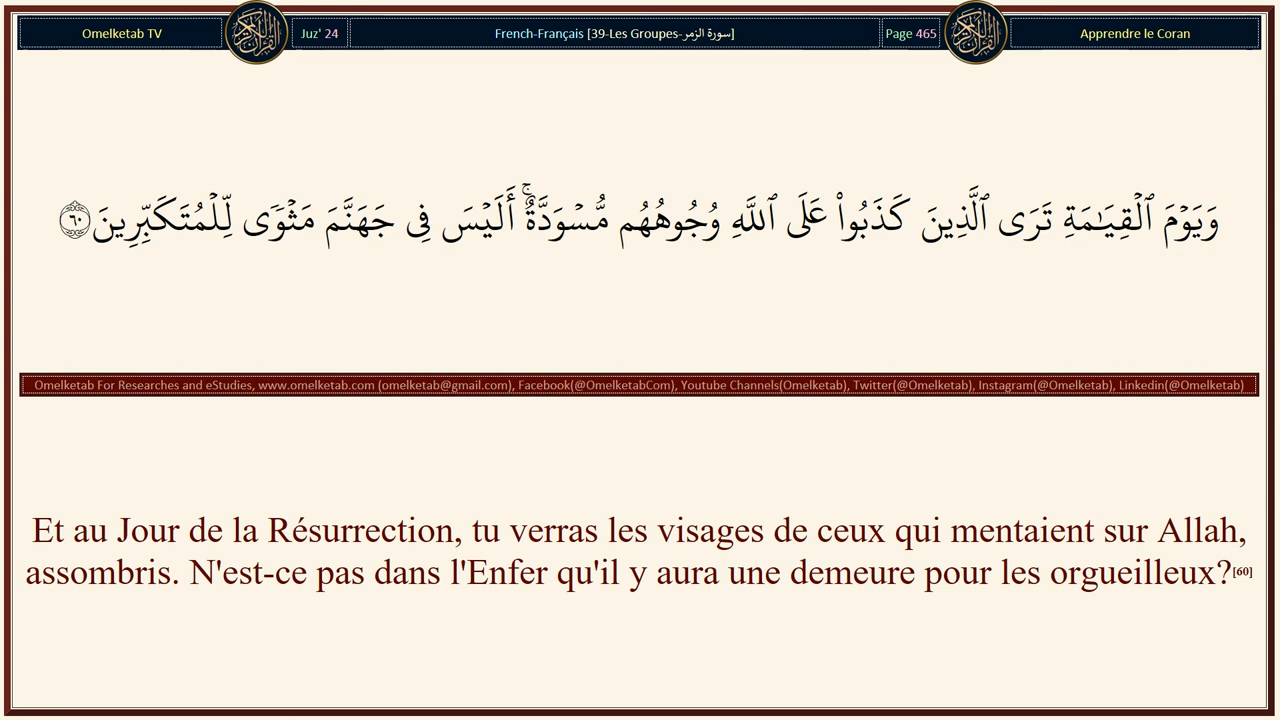 Omelketab TV
Juz' 24
French-Français [39-Les Groupes-سورة الزمر]
Page 465
Apprendre le Coran
وَيَوۡمَ ٱلۡقِيَٰمَةِ تَرَى ٱلَّذِينَ كَذَبُواْ عَلَى ٱللَّهِ وُجُوهُهُم مُّسۡوَدَّةٌۚ أَلَيۡسَ فِي جَهَنَّمَ مَثۡوٗى لِّلۡمُتَكَبِّرِينَ ٦٠
Omelketab For Researches and eStudies, www.omelketab.com (omelketab@gmail.com), Facebook(@OmelketabCom), Youtube Channels(Omelketab), Twitter(@Omelketab), Instagram(@Omelketab), Linkedin(@Omelketab)
Et au Jour de la Résurrection, tu verras les visages de ceux qui mentaient sur Allah,
assombris. N'est-ce pas dans l'Enfer qu'il y aura une demeure pour les orgueilleux?[60]